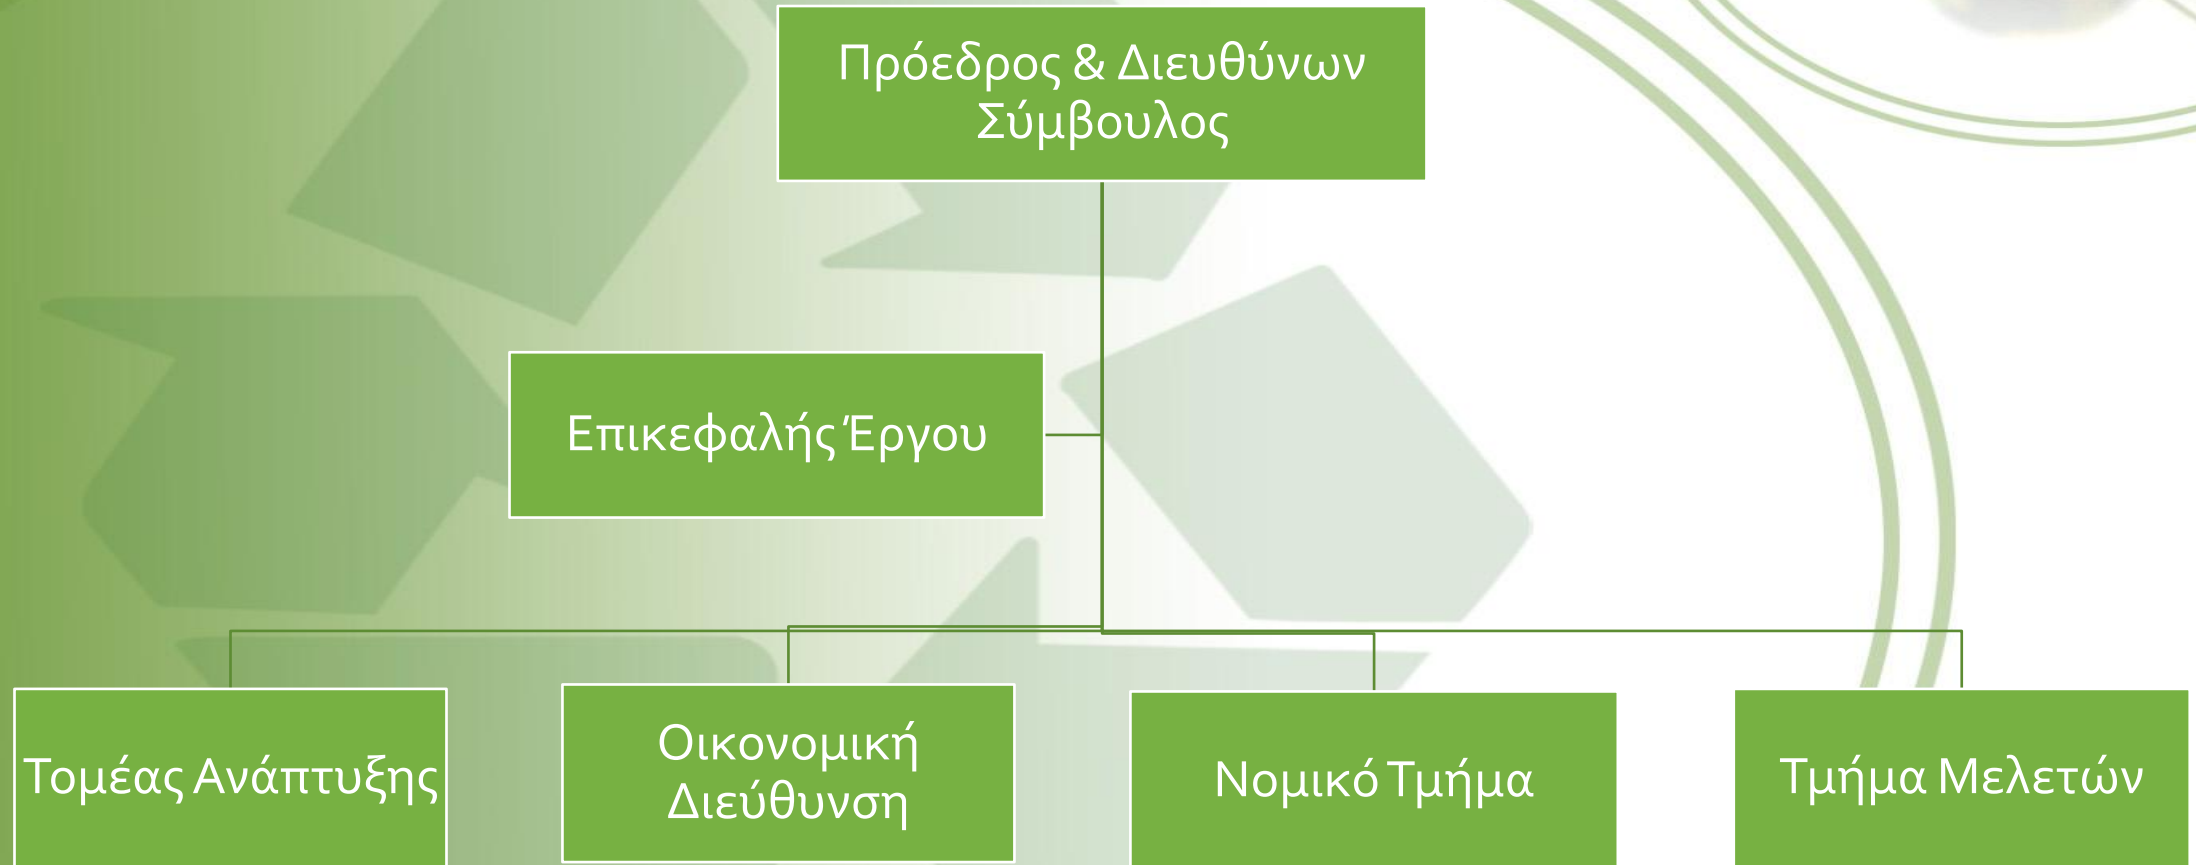 Πρόεδρος & Διευθύνων
Σύμβουλος
Επικεφαλής Έργου
Τομέας Ανάπτυξης
Οικονομική
Διεύθυνση
Νομικό Τμήμα
Τμήμα Μελετών